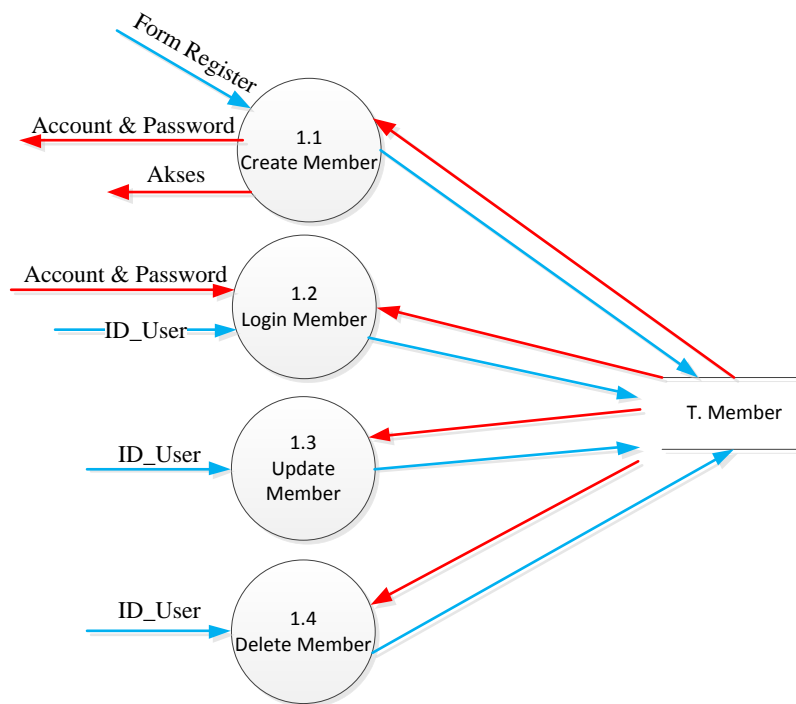 Form Register
Account & Password
1.1
Create Member
Akses
Account & Password
1.2
Login Member
ID_User
T. Member
ID_User
1.3
Update
Member
ID_User
1.4
Delete Member